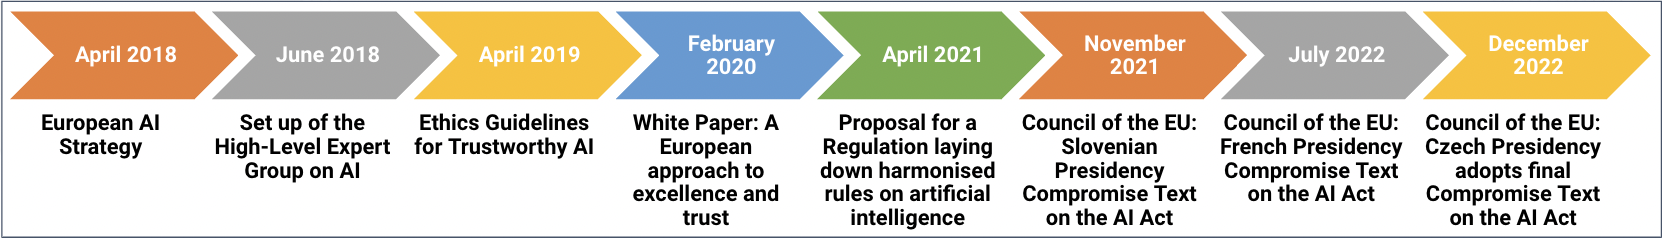 April 2018
European AI
Strategy
June 2018
Set up of the
High-Level Expert
Group on AI
April 2019
Ethics Guidelines
for Trustworthy AI
February
2020
White Paper: A
European
approach to
excellence and
trust
April 2021
Proposal for a
Regulation laying
down harmonised
rules on artificial
intelligence
November
2021
Council of the EU:
Slovenian
Presidency
Compromise Text
on the AI Act
July 2022
Council of the EU:
French Presidency
Compromise Text
on the AI Act
December
2022
Council of the EU:
Czech Presidency
adopts final
Compromise Text
on the AI Act